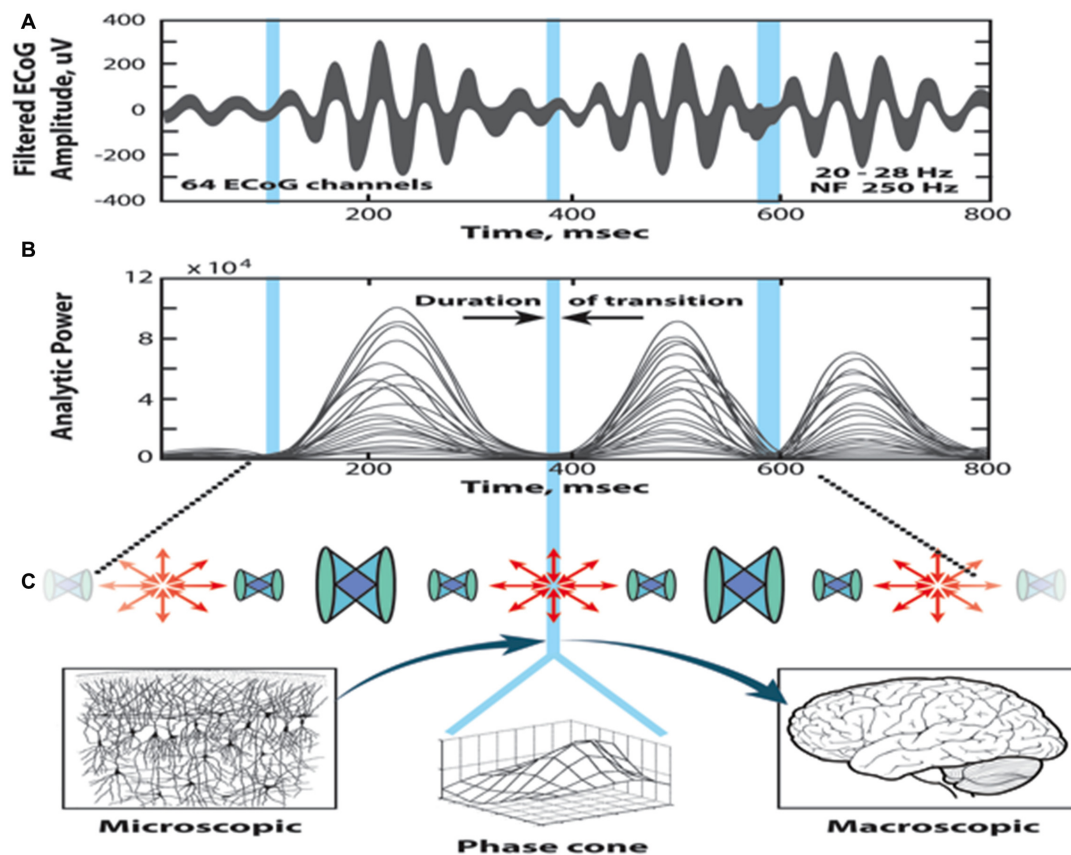 A
Filtered ECoG
Amplitude, uV
400
200
0
-200
-400
64 ECoG channels
20 - 28 Hz
NF 250 Hz
200
400
600
800
Time, msec
B
x 10⁴
Analytic Power
12
8
4
0
Duration of transition
200
400
600
800
Time, msec
C
Microscopic
Phase cone
Macroscopic